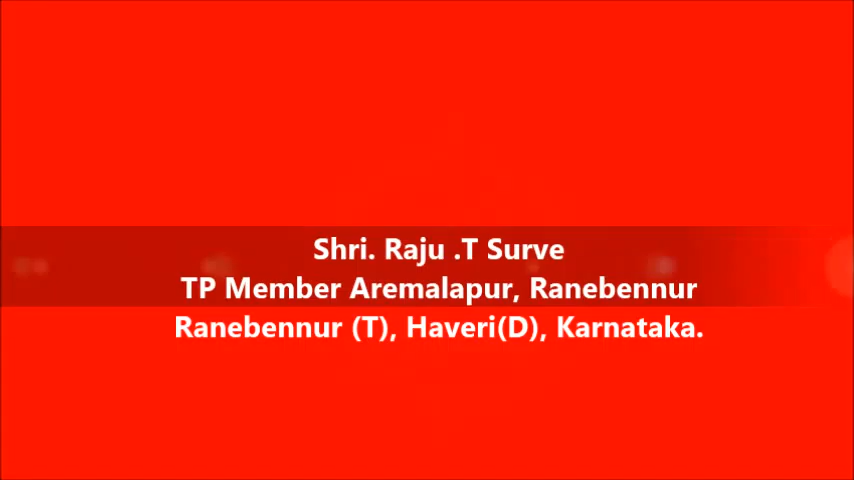 Shri. Raju .T Surve
TP Member Aremalapur, Ranebennur
Ranebennur (T), Haveri(D), Karnataka.